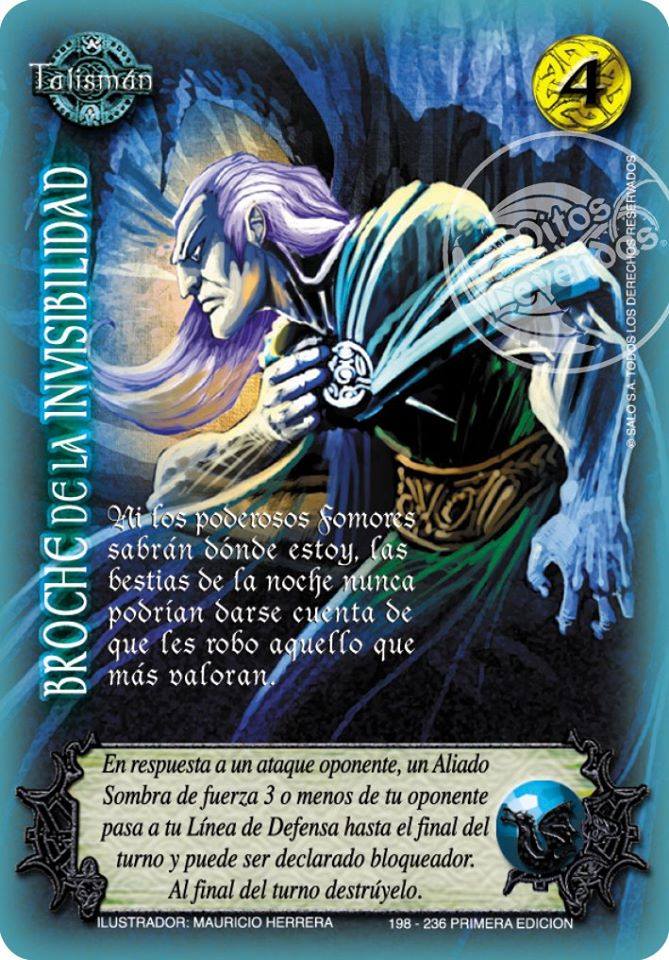 Talismán
4
BROCHE DE LA INVISIBILIDAD
Mitos
Leyendas
© SALO S.A. TODOS LOS DERECHOS RESERVADOS
Ni los poderosos Fomores
sabrán dónde estoy, las
bestias de la noche nunca
podrían darse cuenta de
que les robo aquello que
más valoran.
En respuesta a un ataque oponente, un Aliado
Sombra de fuerza 3 o menos de tu oponente
pasa a tu Línea de Defensa hasta el final del
turno y puede ser declarado bloqueador.
Al final del turno destrúyelo.
ILUSTRADOR: MAURICIO HERRERA
198 - 236 PRIMERA EDICION